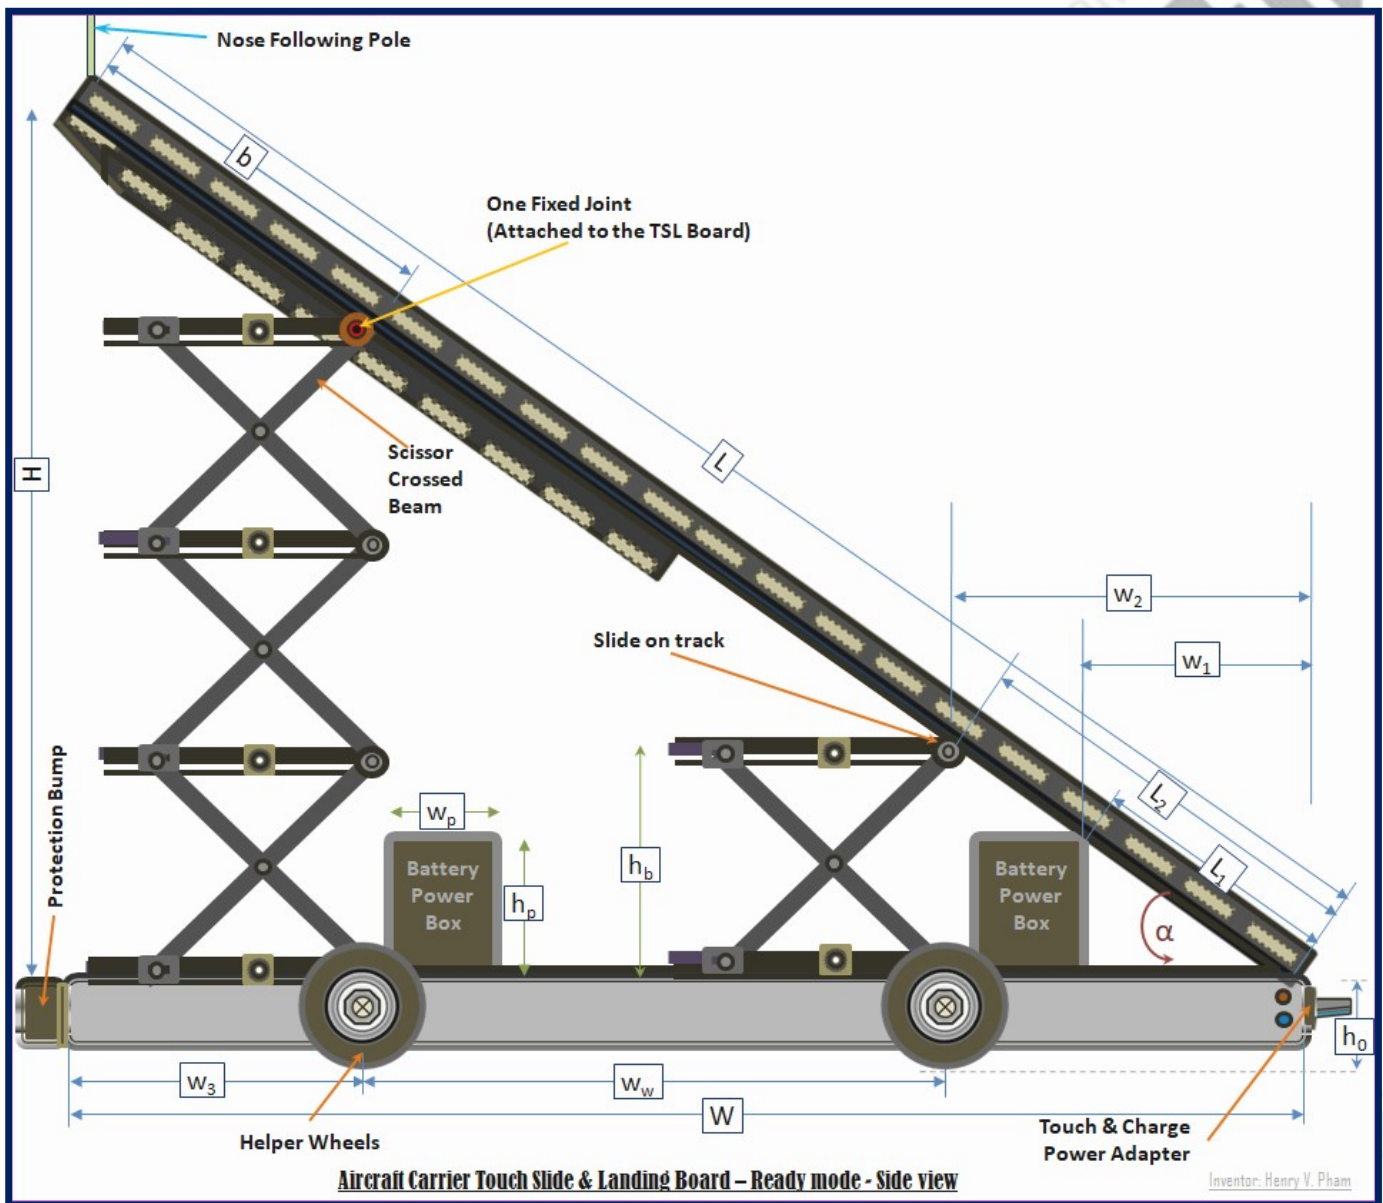 Nose Following Pole
b
One Fixed Joint
(Attached to the TSL Board)
Scissor
Crossed
Beam
H
L
w2
w1
Slide on track
L2
L1
Protection Bump
wp
hp
hb
Battery
Power
Box
Battery
Power
Box
α
h0
w3
ww
W
Helper Wheels
Touch & Charge
Power Adapter
Aircraft Carrier Touch Slide & Landing Board – Ready mode - Side view
Inventor: Henry V. Pham